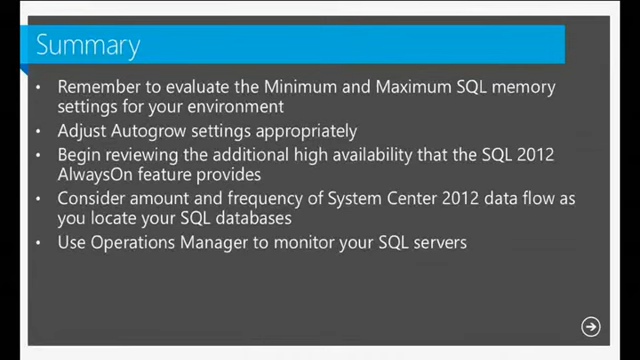 Summary
• Remember to evaluate the Minimum and Maximum SQL memory
settings for your environment
• Adjust Autogrow settings appropriately
• Begin reviewing the additional high availability that the SQL 2012
AlwaysOn feature provides
• Consider amount and frequency of System Center 2012 data flow as
you locate your SQL databases
• Use Operations Manager to monitor your SQL servers